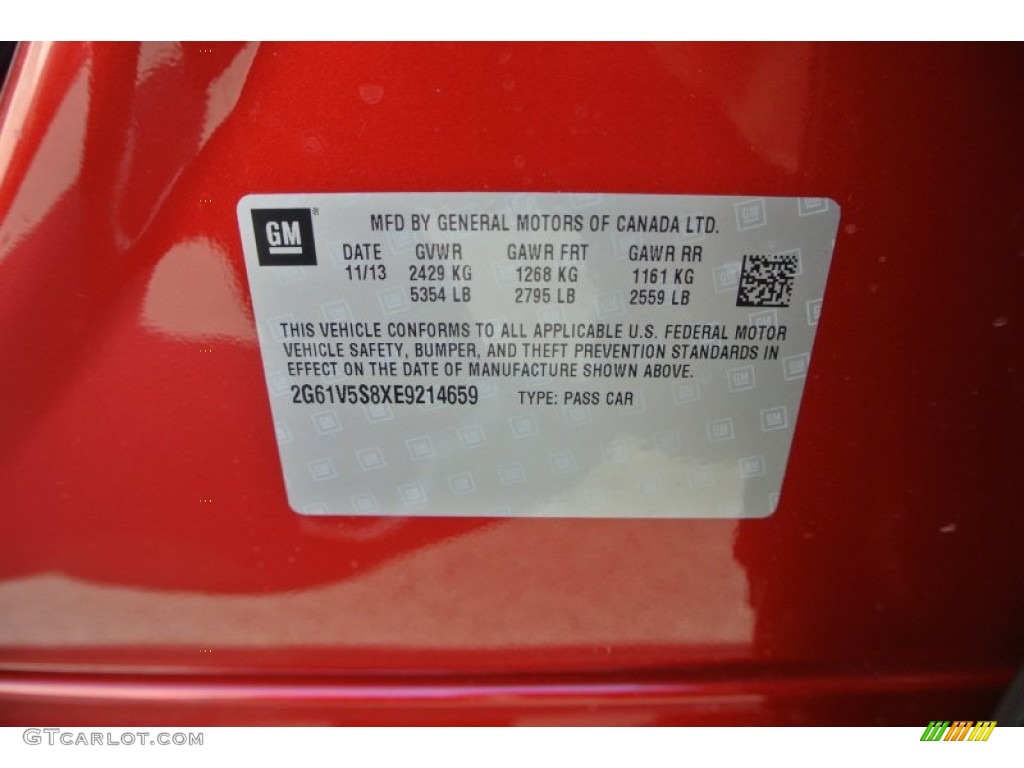 GM
MFD BY GENERAL MOTORS OF CANADA LTD.
DATE GVWR GAWR FRT GAWR RR
11/13 2429 KG 1268 KG 1161 KG
5354 LB 2795 LB 2559 LB
THIS VEHICLE CONFORMS TO ALL APPLICABLE U.S. FEDERAL MOTOR
VEHICLE SAFETY, BUMPER, AND THEFT PREVENTION STANDARDS IN
EFFECT ON THE DATE OF MANUFACTURE SHOWN ABOVE.
2G61V5S8XE9214659 TYPE: PASS CAR
GTCarLot.com